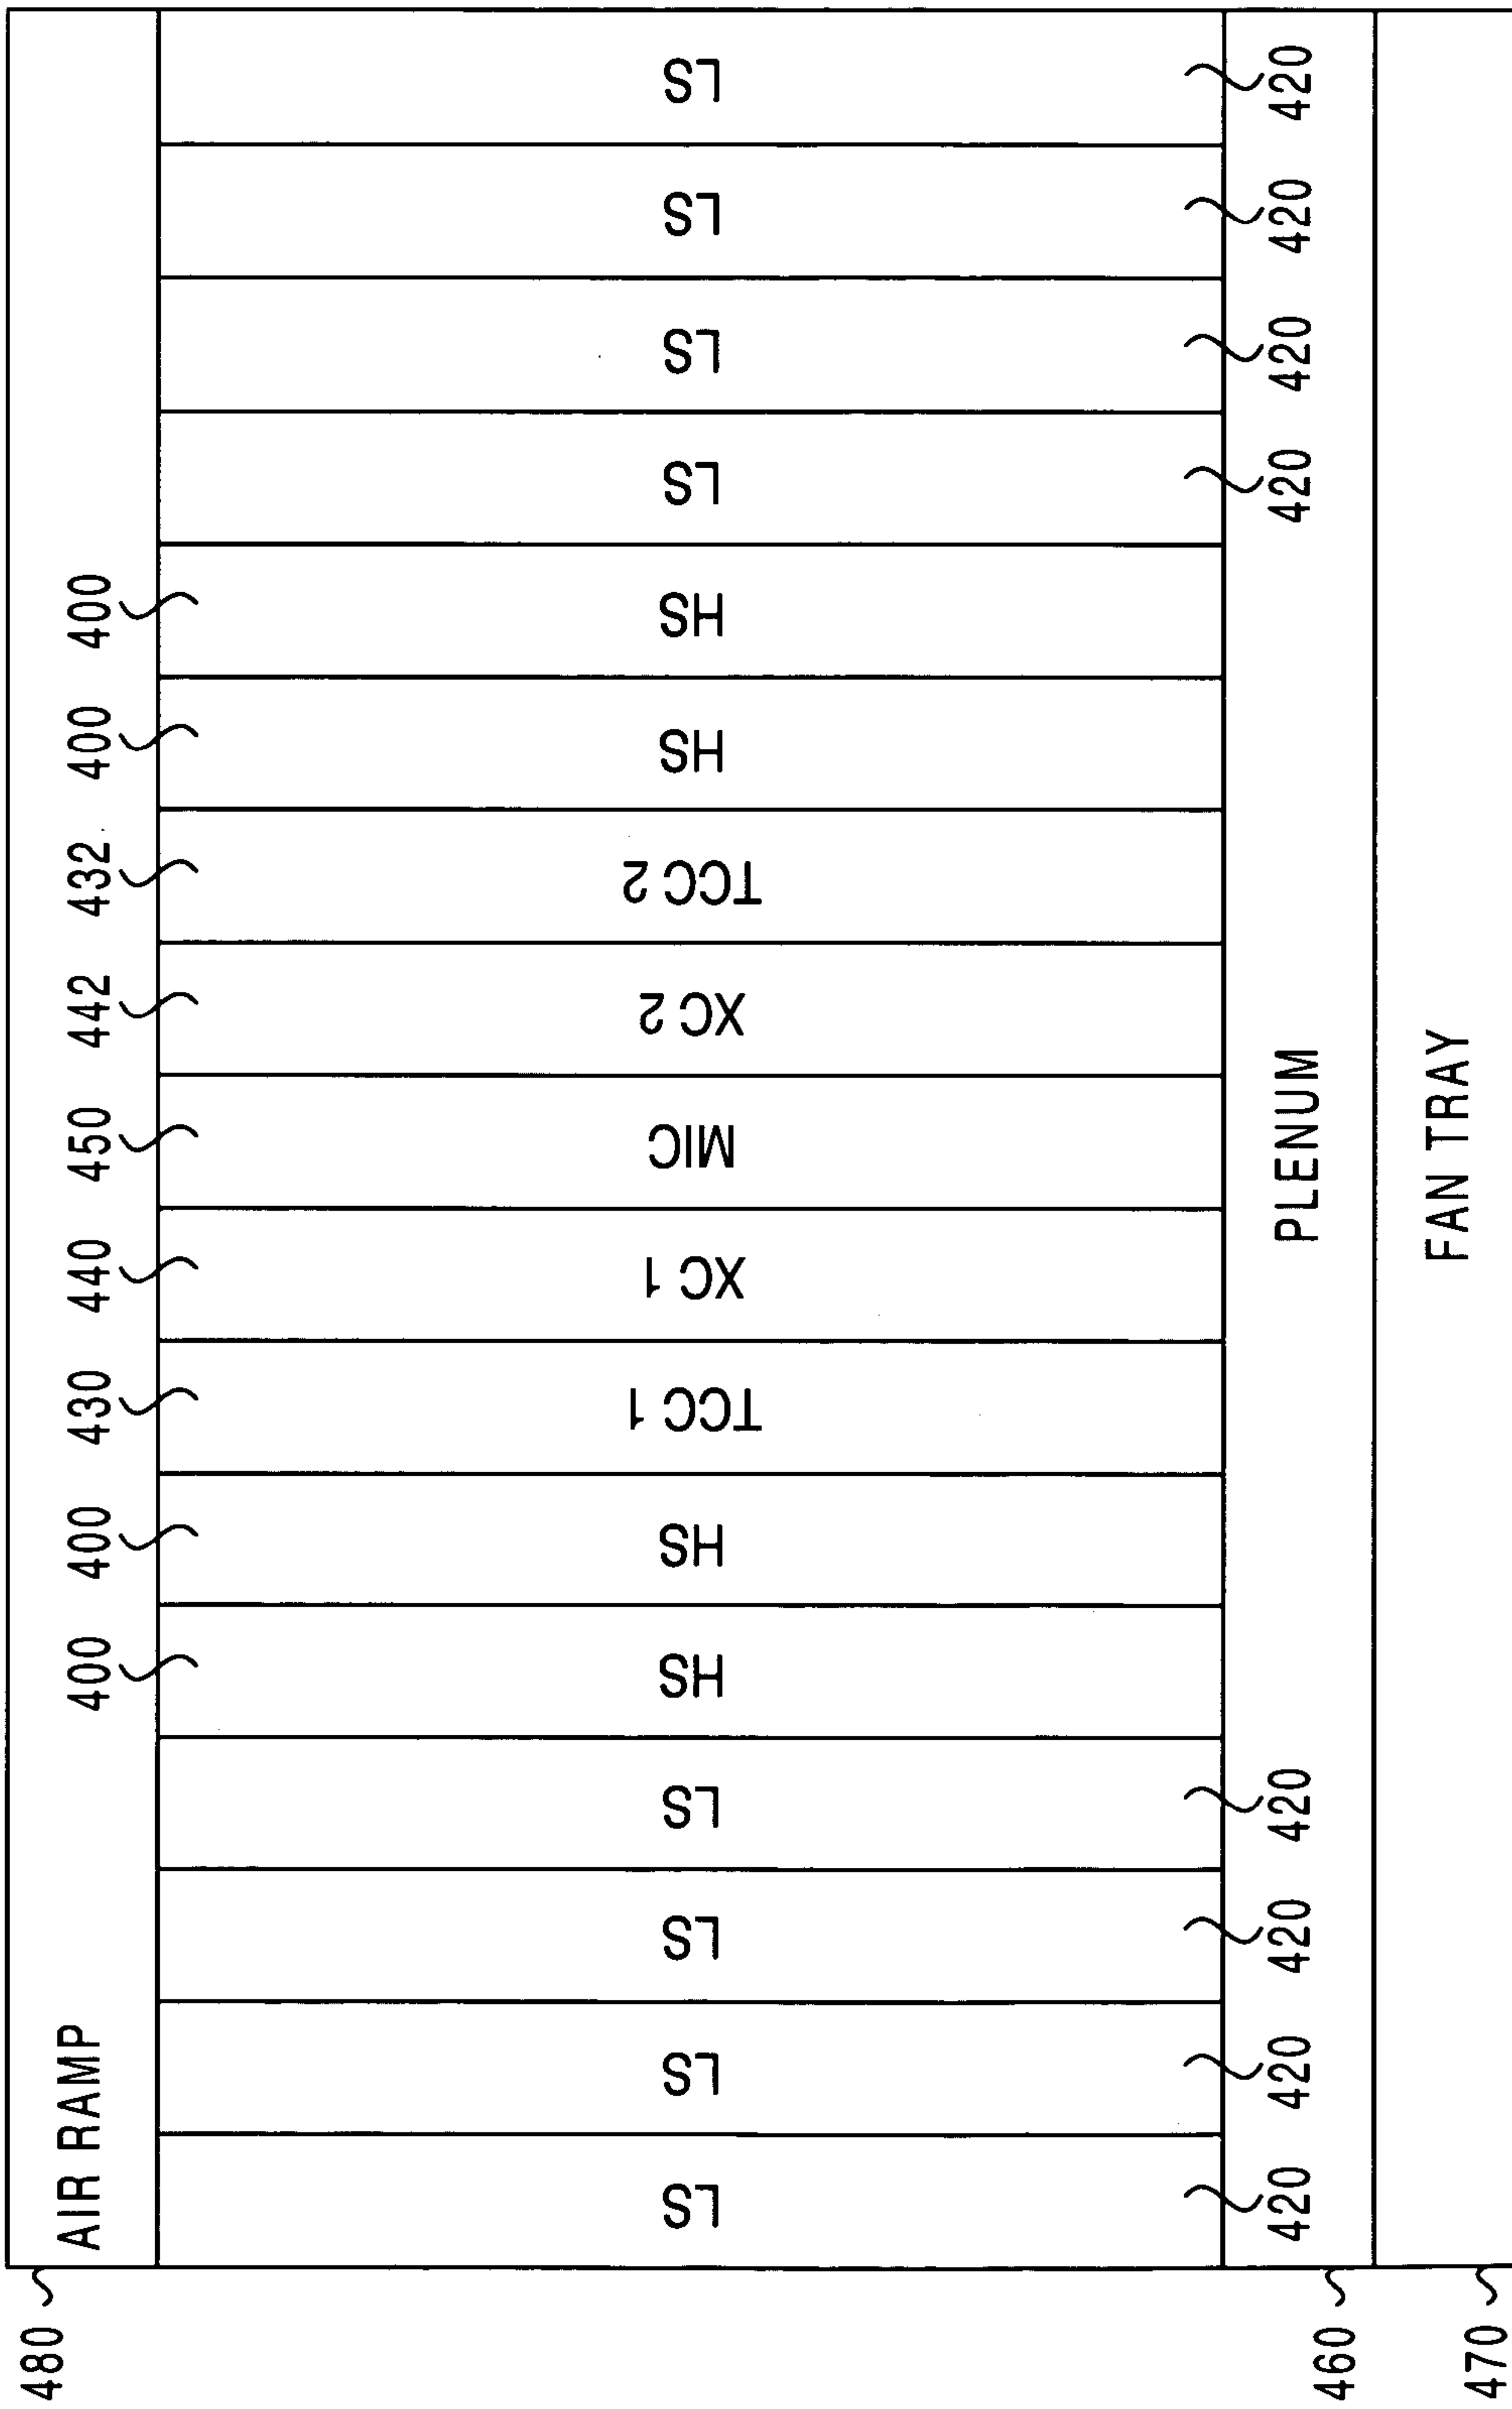 480
AIR RAMP
400 400 430 440 450 442 432 400 400
LS
LS
LS
LS
HS
HS
TCC 1
XC 1
MIC
XC 2
TCC 2
HS
HS
LS
LS
LS
LS
420 420 420 420 420 420 420 420
460
PLENUM
470
FAN TRAY